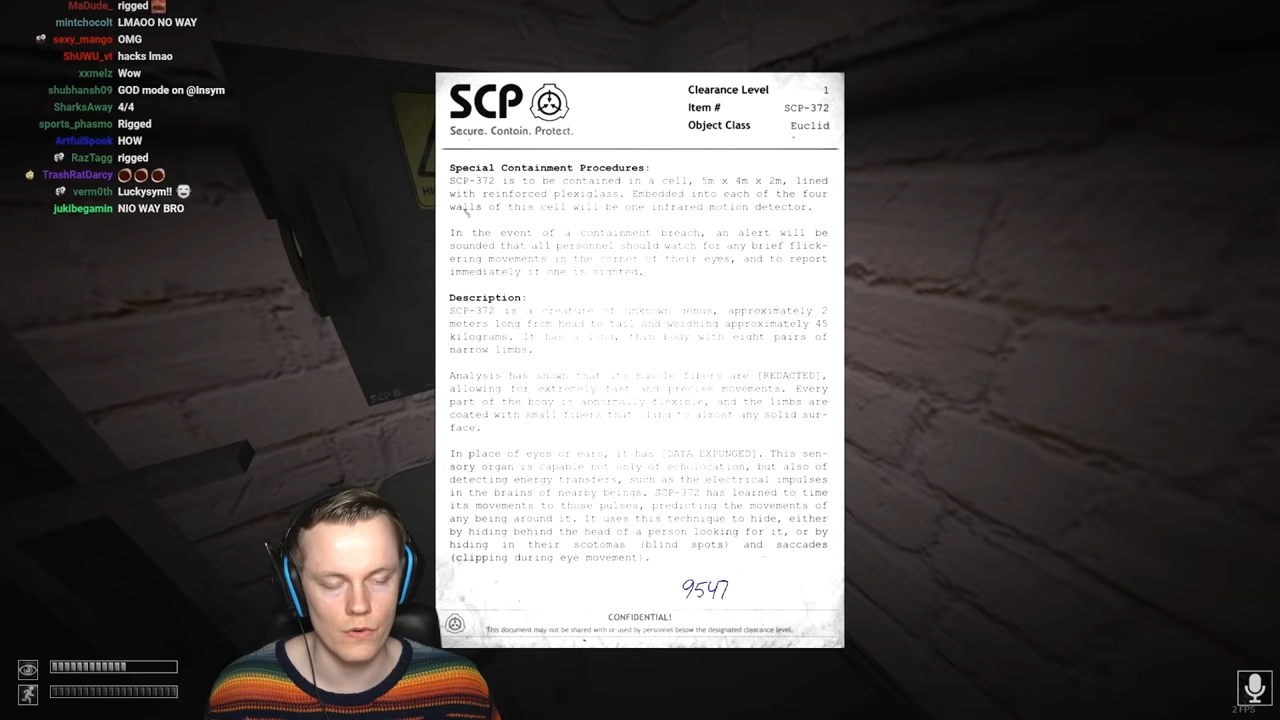 MaDude_ rigged
mintchocolt LMAOO NO WAY
sexy_mango OMG
ShUWU_vt hacks lmao
xxmelz Wow
shubhansh09 GOD mode on @Insym
SharksAway 4/4
sports_phasmo Rigged
ArtfulSpook HOW
RazTagg rigged
TrashRatDarcy
verm0th Luckysym!!
jukibegamin NIO WAY BRO
SCP
Secure. Contain. Protect.
Clearance Level 1
Item # SCP-372
Object Class Euclid
Special Containment Procedures:
SCP-372 is to be contained in a cell, 5m x 4m x 2m, lined
with reinforced plexiglass. Embedded into each of the four
walls of this cell will be one infrared motion detector.
In the event of a containment breach, an alert will be
sounded that all personnel should watch for any brief flick-
ering movements in the corner of their eyes, and to report
immediately if one is sighted.
Description:
SCP-372 is a creature of unknown genus, approximately 2
meters long from head to tail and weighing approximately 45
kilograms. It has a long, thin body with eight pairs of
narrow limbs.
Analysis has shown that its muscle fibers are [REDACTED],
allowing for extremely fast and precise movements. Every
part of the body is abnormally flexible, and the limbs are
coated with small fibers that cling to almost any solid sur-
face.
In place of eyes or ears, it has [DATA EXPUNGED]. This sen-
sory organ is capable not only of echolocation, but also of
detecting energy transfers, such as the electrical impulses
in the brains of nearby beings. SCP-372 has learned to time
its movements to those pulses, predicting the movements of
any being around it. It uses this technique to hide, either
by hiding behind the head of a person looking for it, or by
hiding in their scotomas (blind spots) and saccades
(clipping during eye movement).
9547
CONFIDENTIAL!
This document may not be shared with or used by personnel below the designated clearance level.
2 FPS